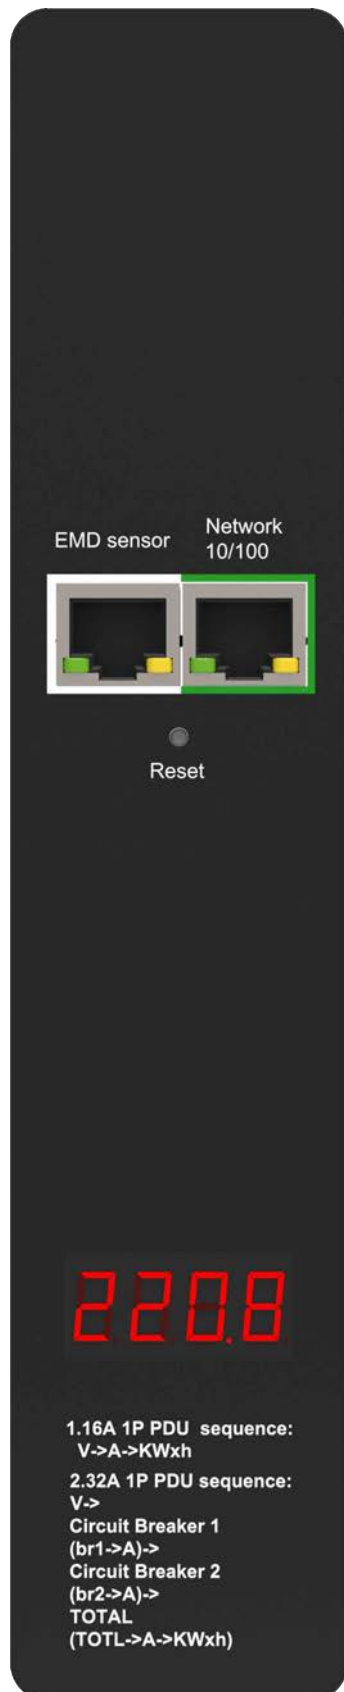 EMD sensor
Network
10/100
Reset
220.8
1.16A 1P PDU  sequence:
V->A->KWxh
2.32A 1P PDU sequence:
V->
Circuit Breaker 1
(br1->A)->
Circuit Breaker 2
(br2->A)->
TOTAL
(TOTL->A->KWxh)